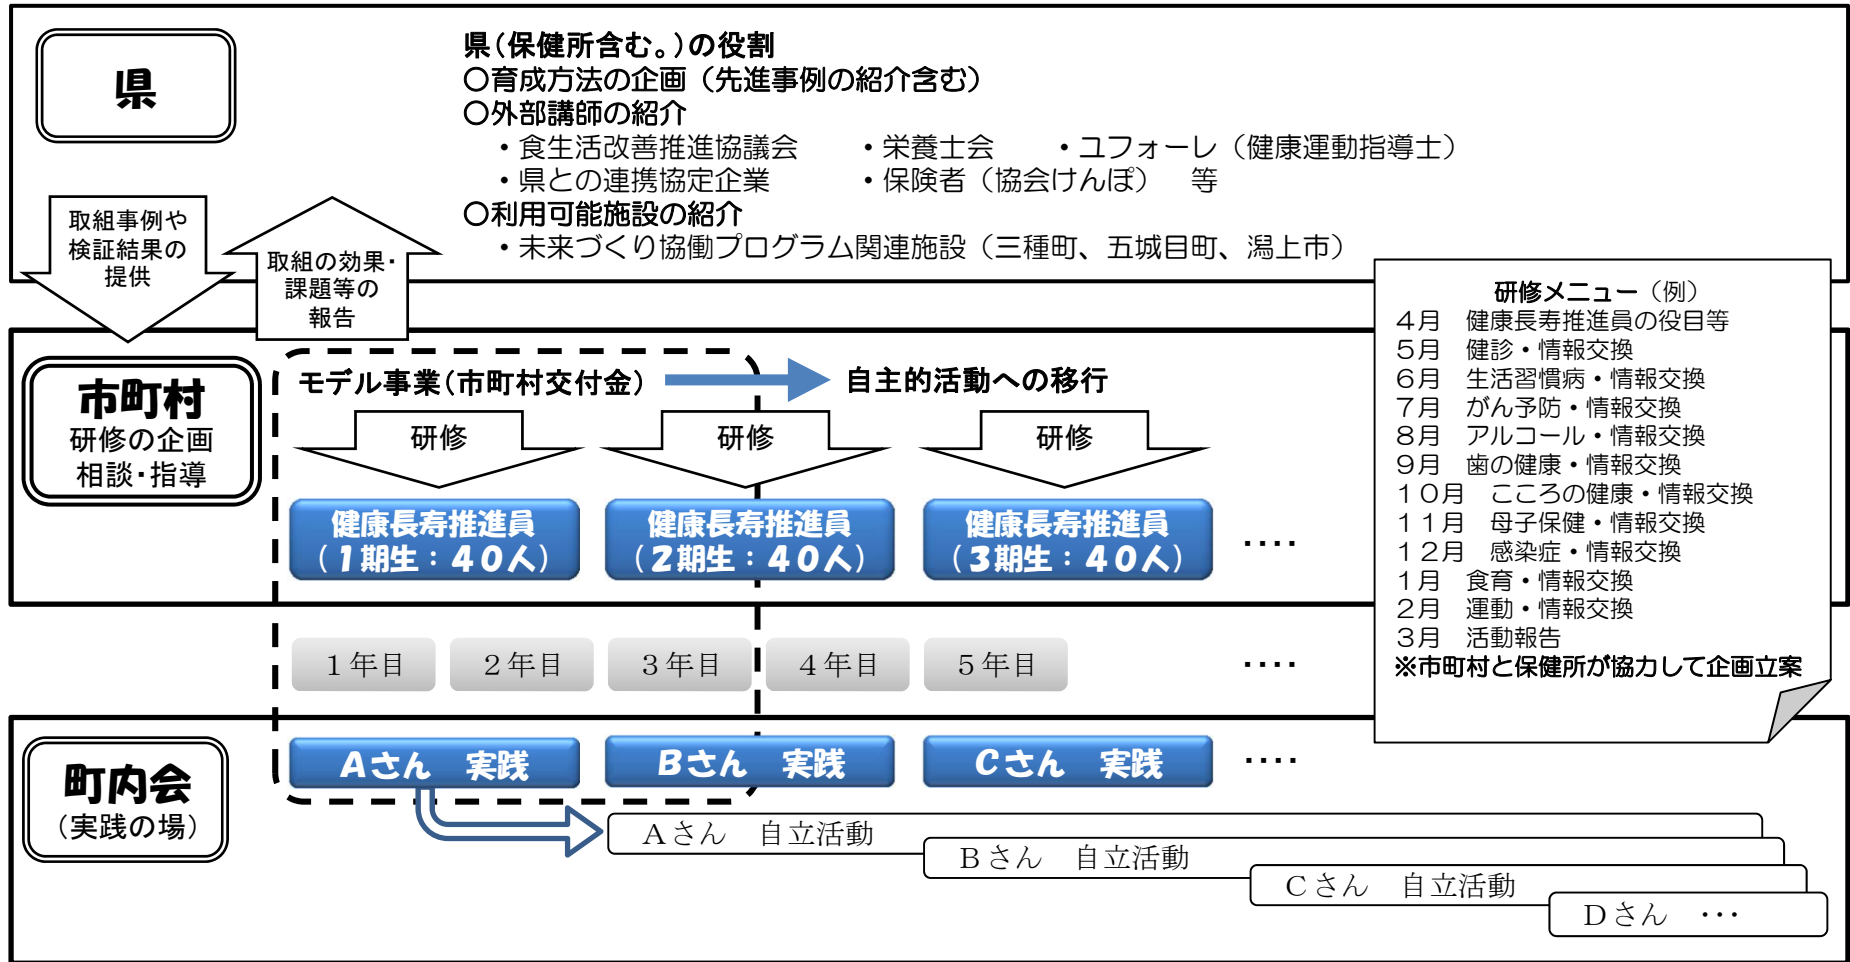 県
県(保健所含む。)の役割
○育成方法の企画（先進事例の紹介含む）
○外部講師の紹介
・食生活改善推進協議会　・栄養士会　・ユフォーレ（健康運動指導士）
・県との連携協定企業　・保険者（協会けんぽ）　等
○利用可能施設の紹介
・未来づくり協働プログラム関連施設（三種町、五城目町、潟上市）
取組事例や
検証結果の
提供
取組の効果・
課題等の
報告
市町村
研修の企画
相談・指導
モデル事業(市町村交付金)
自主的活動への移行
研修
研修
研修
健康長寿推進員
（１期生：４０人）
健康長寿推進員
（２期生：４０人）
健康長寿推進員
（３期生：４０人）
‥‥
１年目
２年目
３年目
４年目
５年目
‥‥
研修メニュー（例）
４月　健康長寿推進員の役目等
５月　健診・情報交換
６月　生活習慣病・情報交換
７月　がん予防・情報交換
８月　アルコール・情報交換
９月　歯の健康・情報交換
１０月　こころの健康・情報交換
１１月　母子保健・情報交換
１２月　感染症・情報交換
１月　食育・情報交換
２月　運動・情報交換
３月　活動報告
※市町村と保健所が協力して企画立案
町内会
（実践の場）
Ａさん　実践
Ｂさん　実践
Ｃさん　実践
‥‥
Ａさん　自立活動
Ｂさん　自立活動
Ｃさん　自立活動
Ｄさん　…